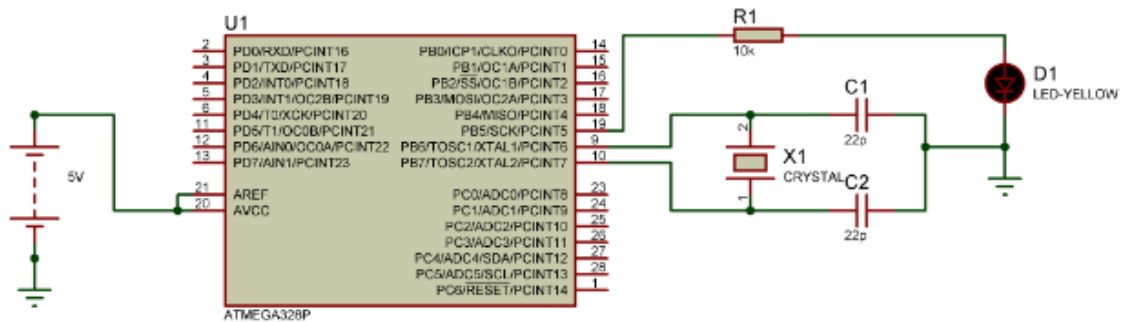 U1
2 PD0/RXD/PCINT16 PB0/ICP1/CLKO/PCINT0 14
3 PD1/TXD/PCINT17 PB1/OC1A/PCINT1 15
4 PD2/INT0/PCINT18 PB2/SS/OC1B/PCINT2 16
5 PD3/INT1/OC2B/PCINT19 PB3/MOSI/OC2A/PCINT3 17
6 PD4/T0/XCK/PCINT20 PB4/MISO/PCINT4 18
11 PD5/T1/OC0B/PCINT21 PB5/SCK/PCINT5 19
12 PD6/AIN0/OC0A/PCINT22 PB6/TOSC1/XTAL1/PCINT6 9
13 PD7/AIN1/PCINT23 PB7/TOSC2/XTAL2/PCINT7 10
21 AREF PC0/ADC0/PCINT8 23
20 AVCC PC1/ADC1/PCINT9 24
PC2/ADC2/PCINT10 25
PC3/ADC3/PCINT11 26
PC4/ADC4/SDA/PCINT12 27
PC5/ADC5/SCL/PCINT13 28
PC6/RESET/PCINT14 1
ATMEGA328P
5V
R1
10k
D1
LED-YELLOW
C1
22p
2
X1
CRYSTAL
1
C2
22p